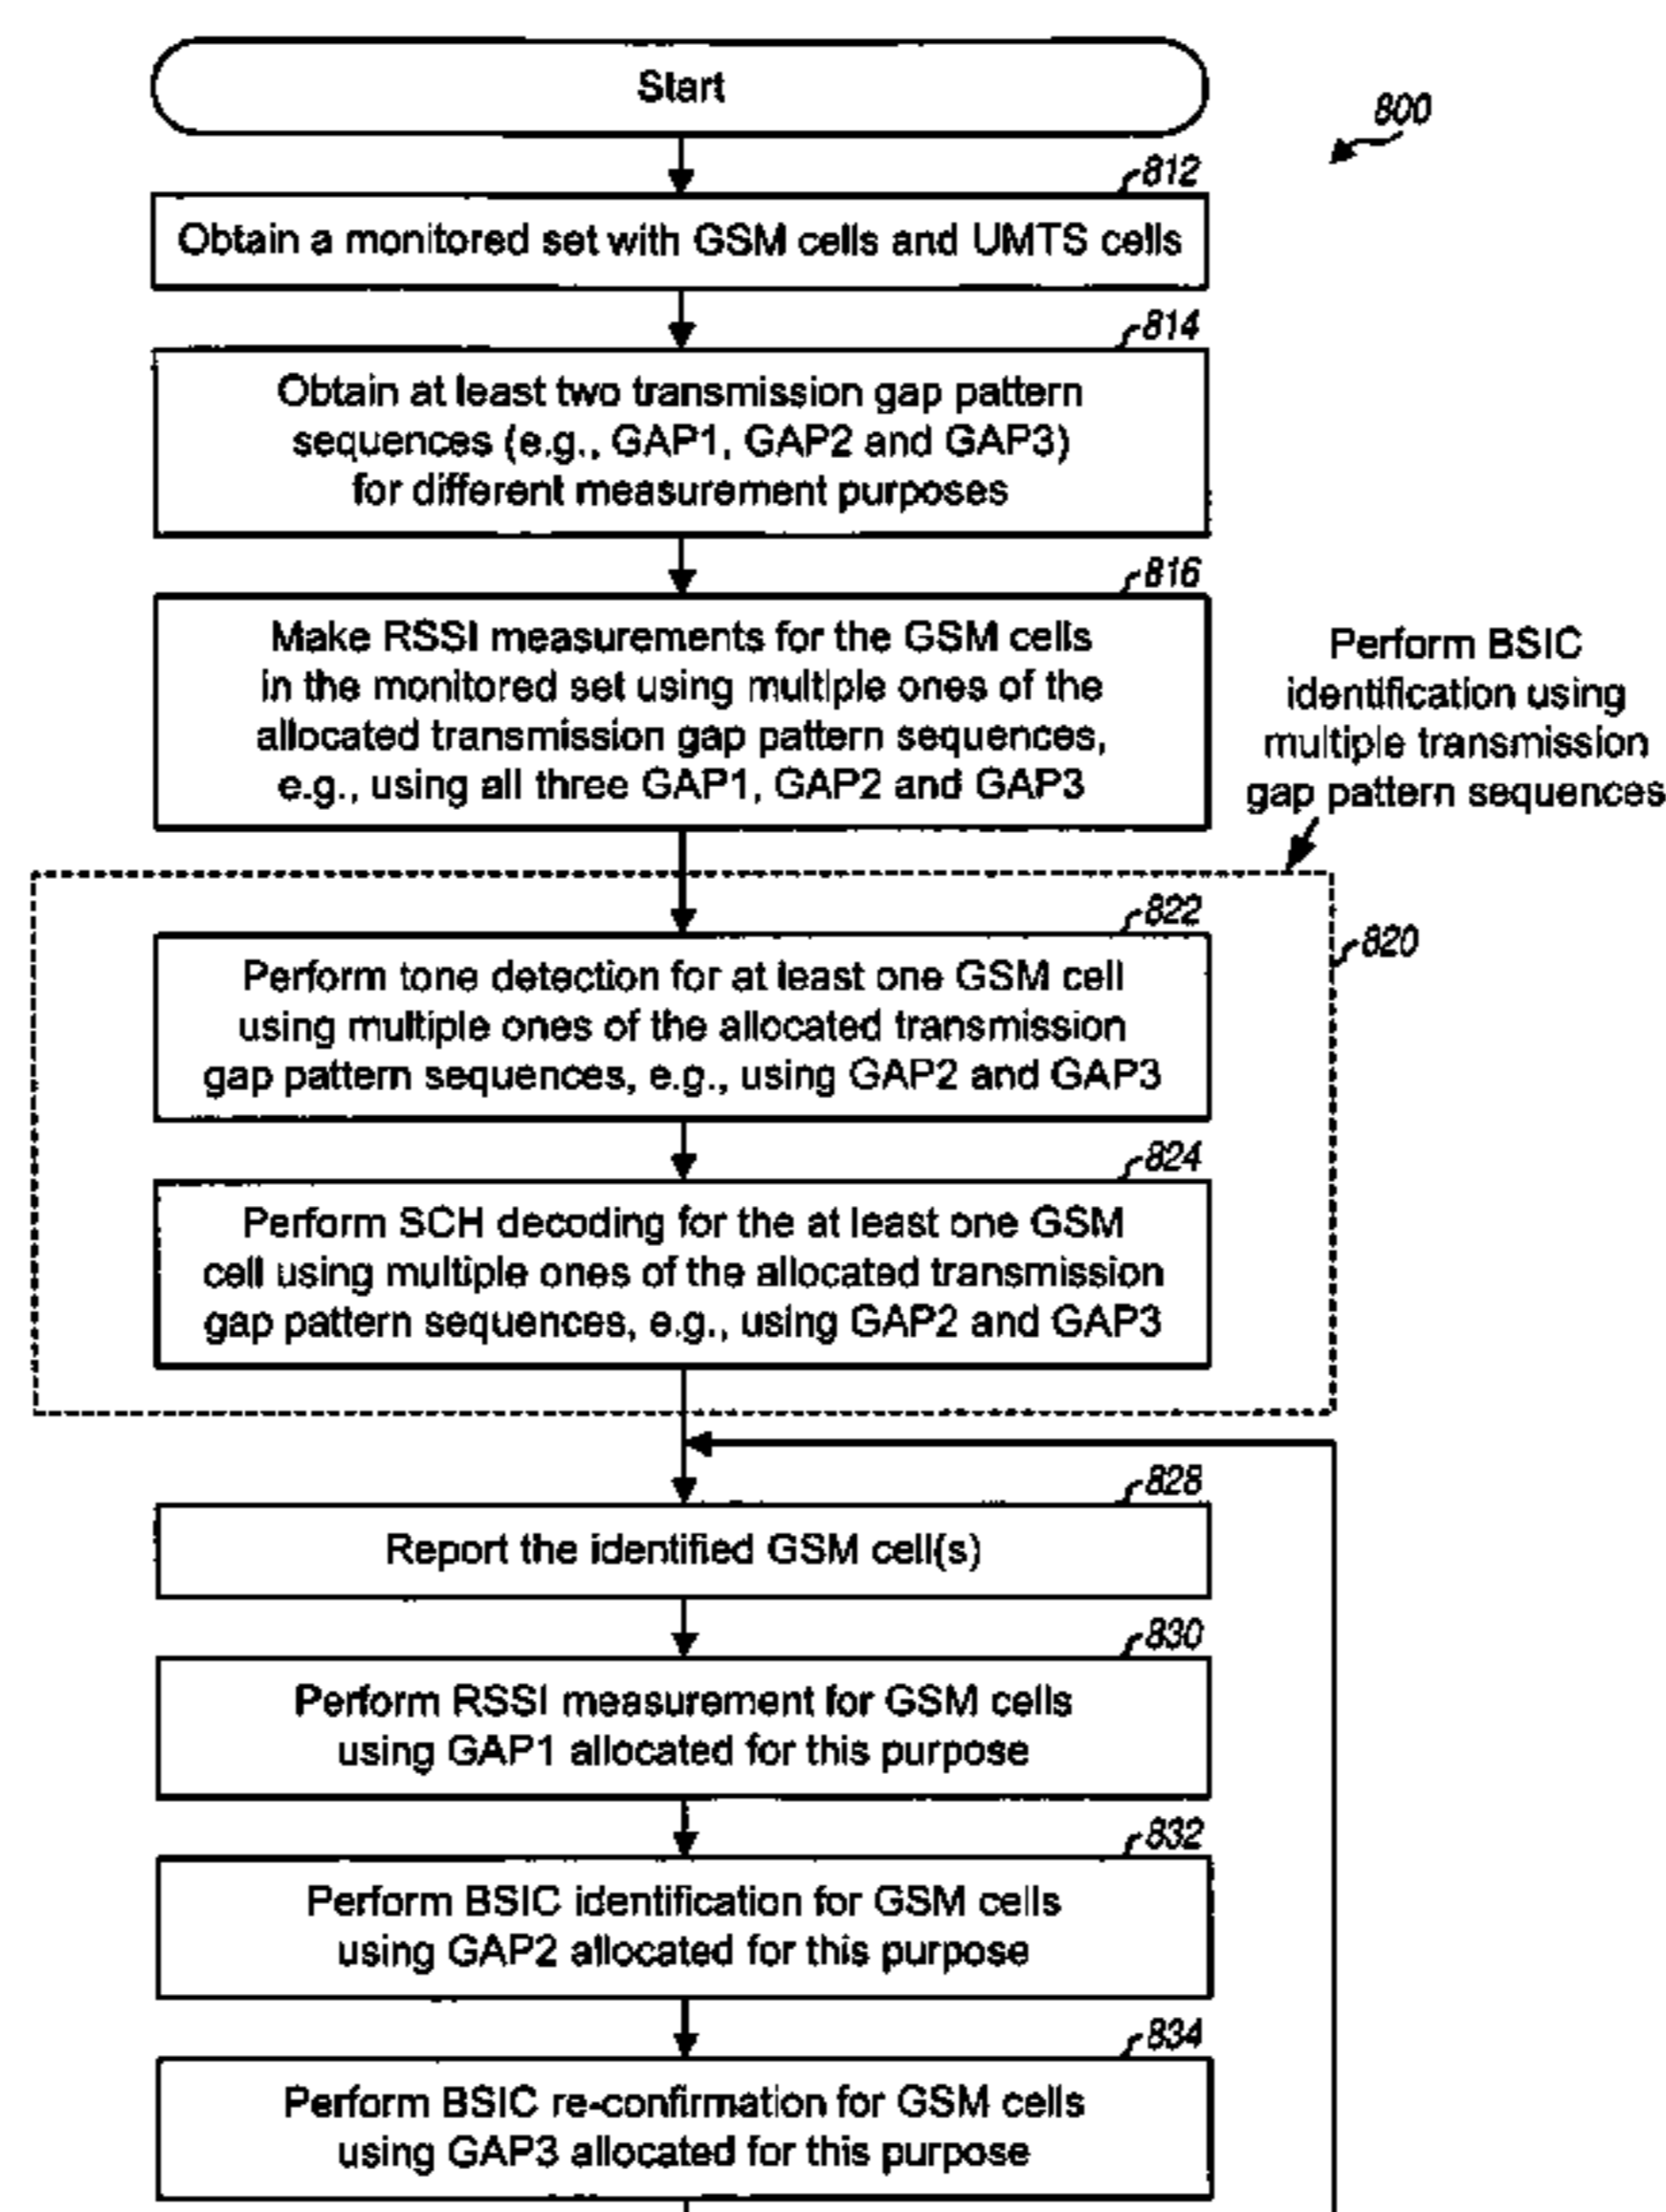 Start
800
812
Obtain a monitored set with GSM cells and UMTS cells
814
Obtain at least two transmission gap pattern
sequences (e.g., GAP1, GAP2 and GAP3)
for different measurement purposes
816
Make RSSI measurements for the GSM cells
in the monitored set using multiple ones of the
allocated transmission gap pattern sequences,
e.g., using all three GAP1, GAP2 and GAP3
Perform BSIC
identification using
multiple transmission
gap pattern sequences
820
822
Perform tone detection for at least one GSM cell
using multiple ones of the allocated transmission
gap pattern sequences, e.g., using GAP2 and GAP3
824
Perform SCH decoding for the at least one GSM
cell using multiple ones of the allocated transmission
gap pattern sequences, e.g., using GAP2 and GAP3
828
Report the identified GSM cell(s)
830
Perform RSSI measurement for GSM cells
using GAP1 allocated for this purpose
832
Perform BSIC identification for GSM cells
using GAP2 allocated for this purpose
834
Perform BSIC re-confirmation for GSM cells
using GAP3 allocated for this purpose